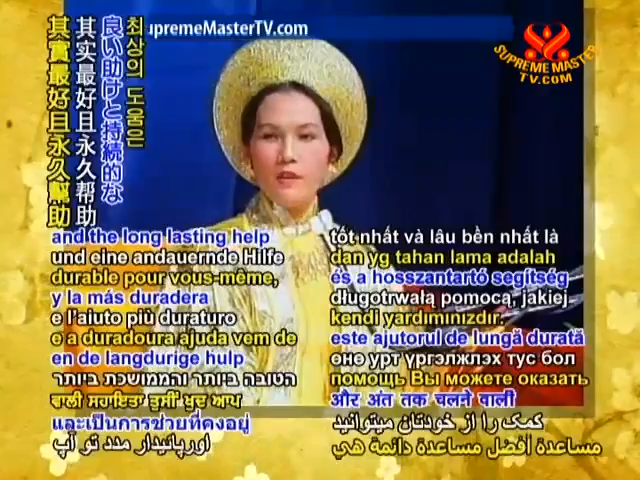 SupremeMasterTV.com
SUPREME MASTER
TV.COM
최상의 도움은
良い助けと持続的な
其实最好且永久帮助
其實最好且永久幫助
and the long lasting help
und eine andauernde Hilfe
durable pour vous-même,
y la más duradera
e l'aiuto più duraturo
e a duradoura ajuda vem de
en de langdurige hulp
הטובה ביותר והממושכת ביותר
ਵਾਲੀ ਸਹਾਇਤਾ ਤੁਸੀਂ ਖੁਦ ਆਪ
และเป็นการช่วยที่คงอยู่
اورپائیدار مدد تو آپ
tốt nhất và lâu bền nhất là
dan yg tahan lama adalah
és a hosszantartó segítség
długotrwałą pomocą, jakiej
kendi yardımınızdır.
este ajutorul de lungă durată
өнө урт үргэлжлэх тус бол
помощь Вы можете оказать
और अंत तक चलने वाली
کمک را از خودتان میتوانید
مساعدة أفضل مساعدة دائمة هي